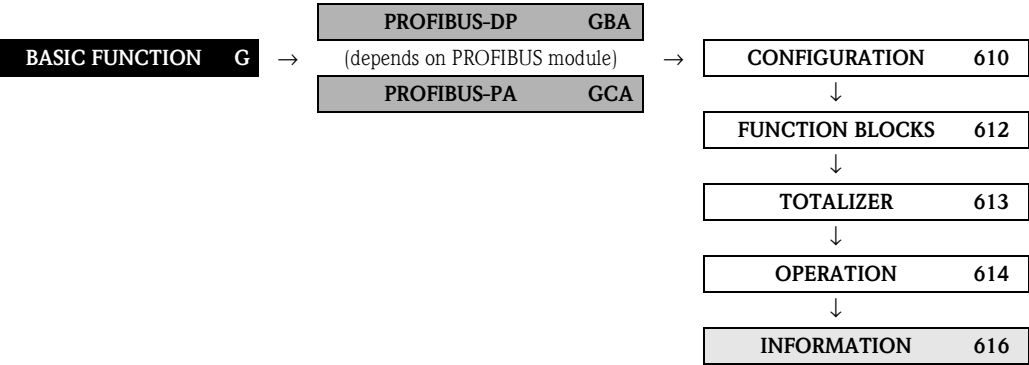 PROFIBUS-DP GBA
BASIC FUNCTION G → (depends on PROFIBUS module) → CONFIGURATION 610
PROFIBUS-PA GCA
↓
FUNCTION BLOCKS 612
↓
TOTALIZER 613
↓
OPERATION 614
↓
INFORMATION 616